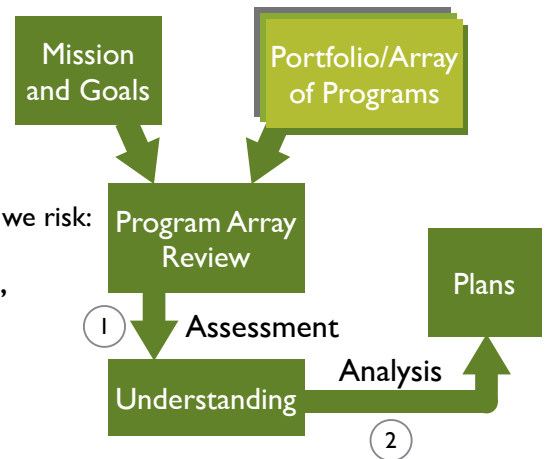 Mission
and Goals
Portfolio/Array
of Programs
we risk:
Program Array
Review
,
Plans
1
Assessment
Analysis
Understanding
2